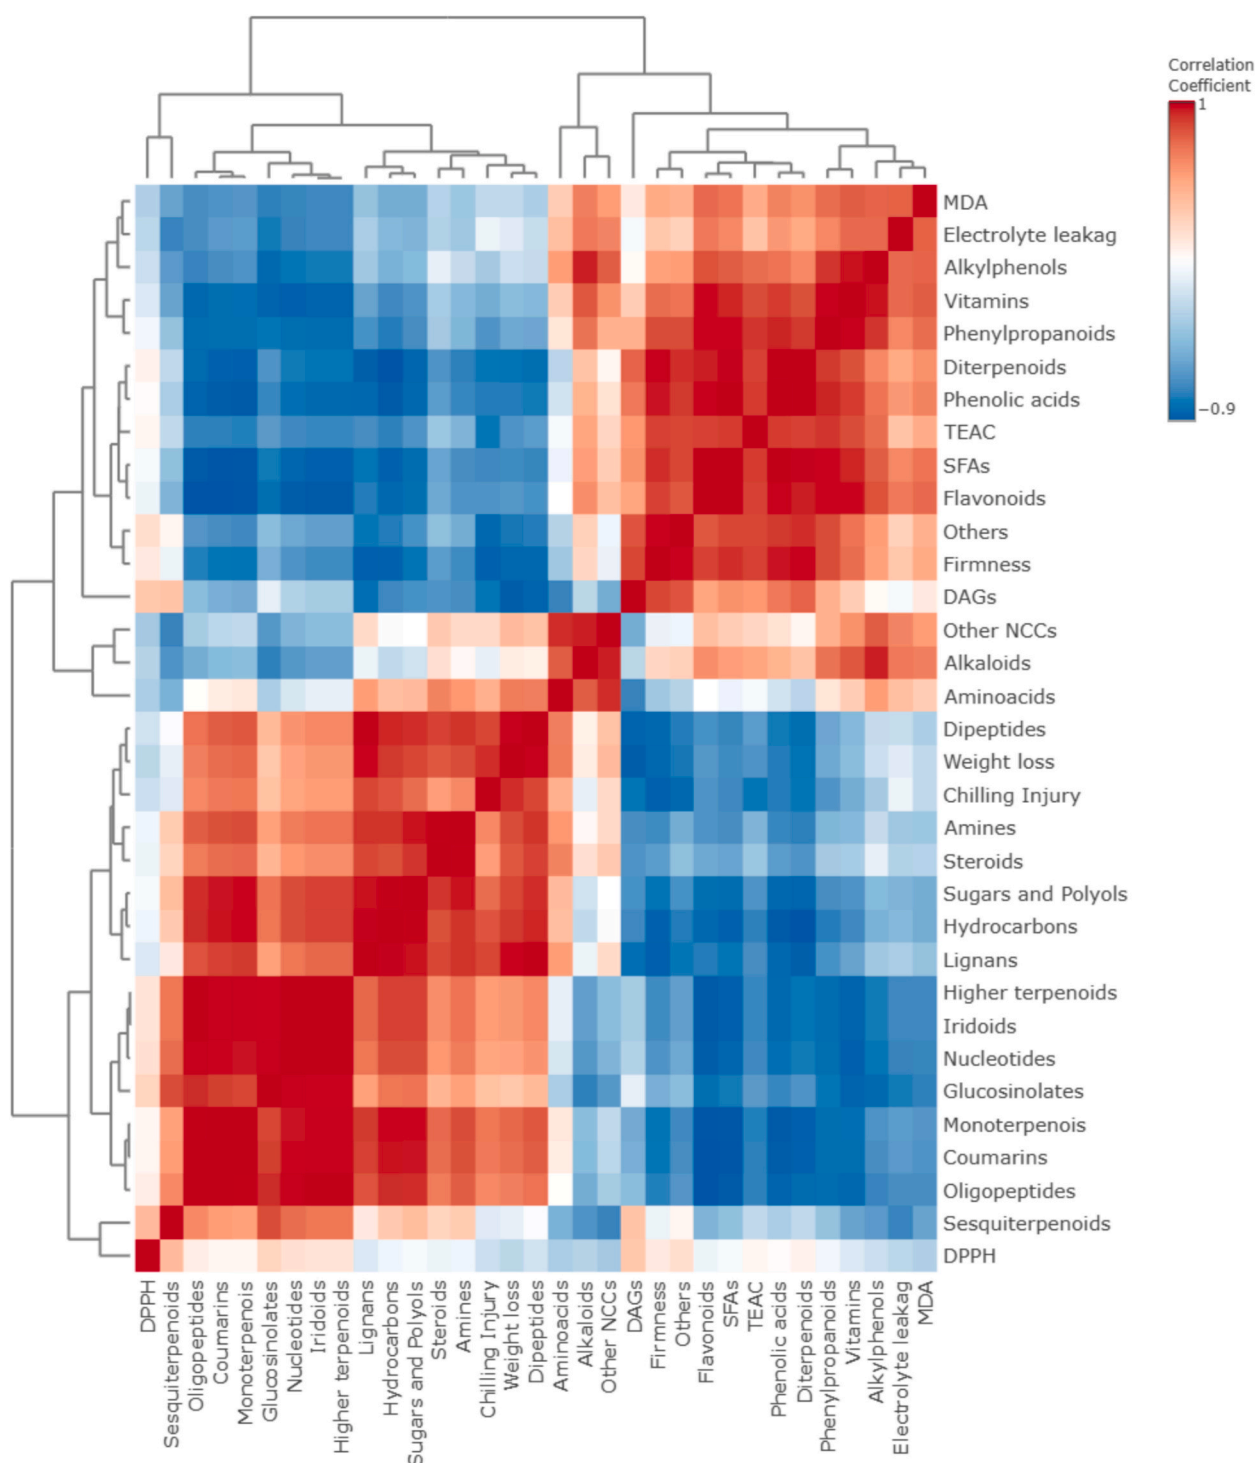 Correlation
Coefficient
1
−0.9
MDA
Electrolyte leakag
Alkylphenols
Vitamins
Phenylpropanoids
Diterpenoids
Phenolic acids
TEAC
SFAs
Flavonoids
Others
Firmness
DAGs
Other NCCs
Alkaloids
Aminoacids
Dipeptides
Weight loss
Chilling Injury
Amines
Steroids
Sugars and Polyols
Hydrocarbons
Lignans
Higher terpenoids
Iridoids
Nucleotides
Glucosinolates
Monoterpenois
Coumarins
Oligopeptides
Sesquiterpenoids
DPPH
DPPH
Sesquiterpenoids
Oligopeptides
Coumarins
Monoterpenois
Glucosinolates
Nucleotides
Iridoids
Higher terpenoids
Lignans
Hydrocarbons
Sugars and Polyols
Steroids
Amines
Chilling Injury
Weight loss
Dipeptides
Aminoacids
Alkaloids
Other NCCs
DAGs
Firmness
Others
Flavonoids
SFAs
TEAC
Phenolic acids
Diterpenoids
Phenylpropanoids
Vitamins
Alkylphenols
Electrolyte leakag
MDA